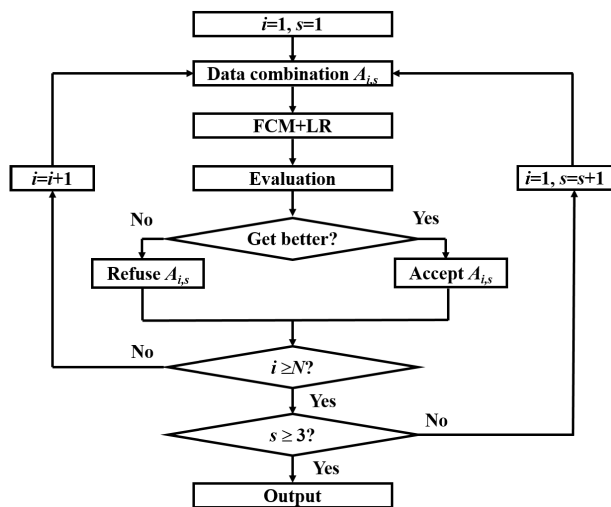 i=1, s=1
Data combination A_{i,s}
FCM+LR
i=i+1
i=1, s=s+1
Evaluation
No
Yes
Get better?
Refuse A_{i,s}
Accept A_{i,s}
No
i ≥N?
Yes
No
s ≥ 3?
Yes
Output